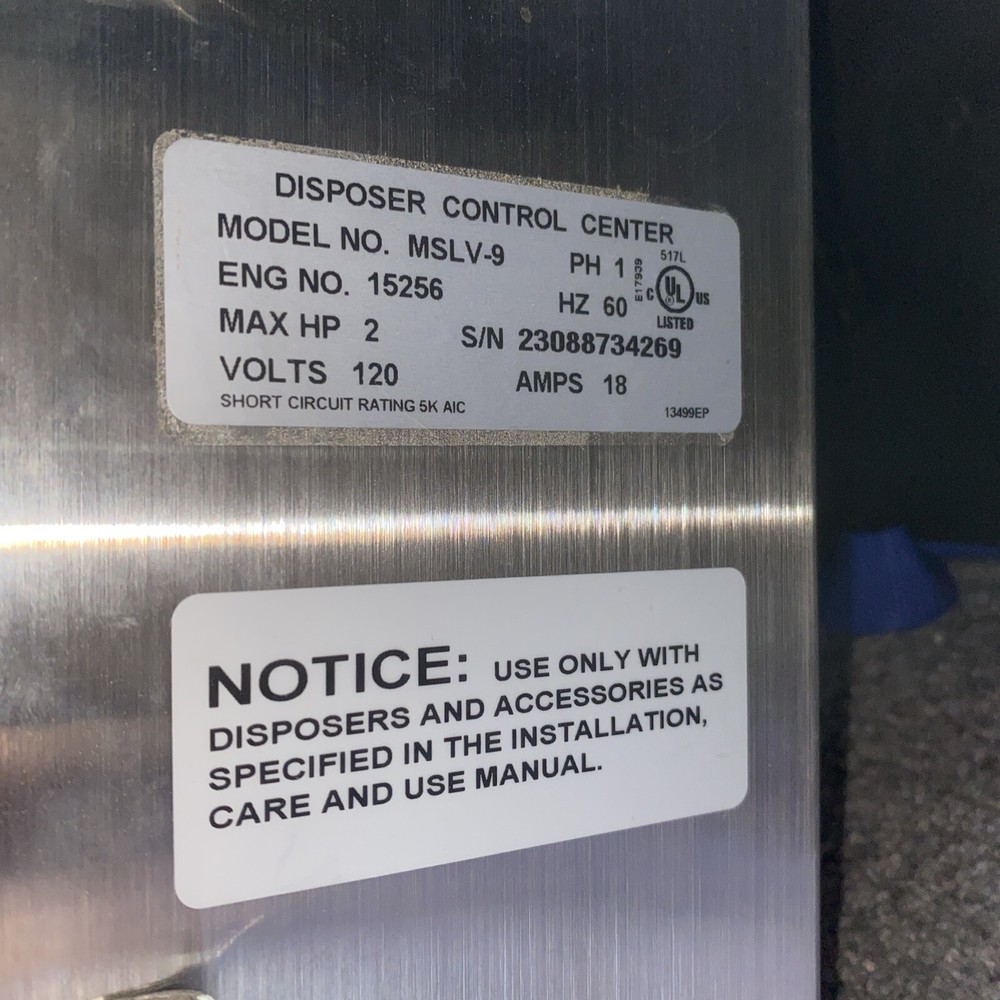 DISPOSER CONTROL CENTER
MODEL NO. MSLV-9 PH 1
ENG NO. 15256 HZ 60
MAX HP 2 S/N 23088734269
VOLTS 120 AMPS 18
SHORT CIRCUIT RATING 5K AIC 13499EP
517L
E17939
C UL US
LISTED
NOTICE: USE ONLY WITH
DISPOSERS AND ACCESSORIES AS
SPECIFIED IN THE INSTALLATION,
CARE AND USE MANUAL.